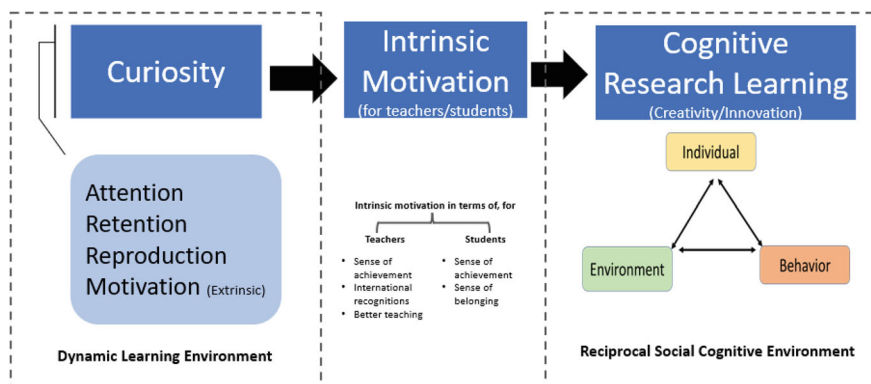 Curiosity
Attention
Retention
Reproduction
Motivation (Extrinsic)
Dynamic Learning Environment
Intrinsic
Motivation
(for teachers/students)
Intrinsic motivation in terms of, for
Teachers
• Sense of
achievement
• International
recognitions
• Better teaching
Students
• Sense of
achievement
• Sense of
belonging
Cognitive
Research Learning
(Creativity/Innovation)
Individual
Environment
Behavior
Reciprocal Social Cognitive Environment